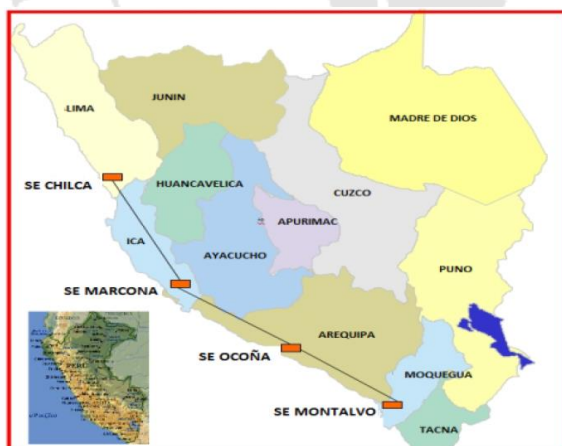 LIMA
JUNIN
MADRE DE DIOS
SE CHILCA
HUANCAVELICA
CUZCO
APURIMAC
ICA
AYACUCHO
PUNO
SE MARCONA
AREQUIPA
SE OCOÑA
MOQUEGUA
SE MONTALVO
TACNA
PERU